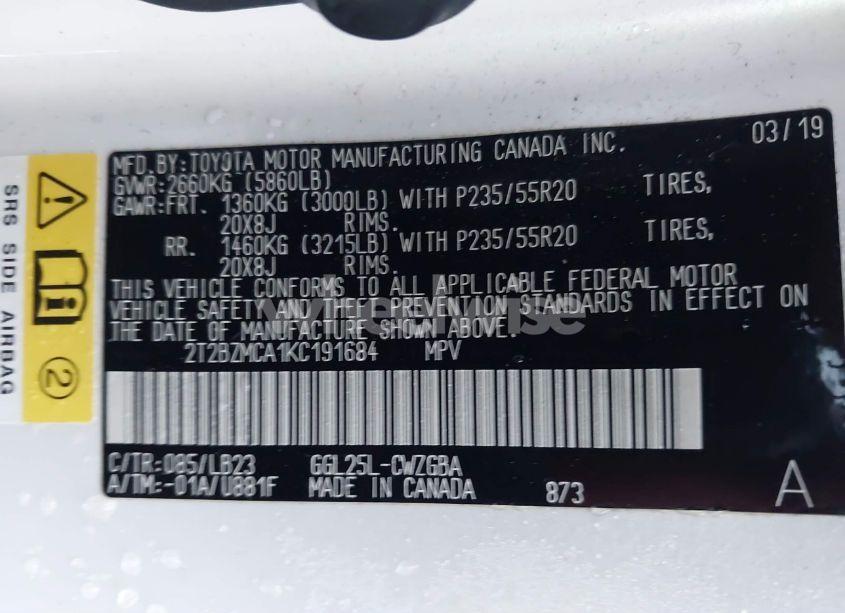 03/19
MFD.BY:TOYOTA MOTOR MANUFACTURING CANADA INC.
GVWR:2660KG (5860LB)
GAWR:FRT. 1360KG (3000LB) WITH P235/55R20 TIRES,
20X8J RIMS.
RR. 1460KG (3215LB) WITH P235/55R20 TIRES,
20X8J RIMS.
THIS VEHICLE CONFORMS TO ALL APPLICABLE FEDERAL MOTOR
VEHICLE SAFETY AND THEFT PREVENTION STANDARDS IN EFFECT ON
THE DATE OF MANUFACTURE SHOWN ABOVE.
2T2BZMCA1KC191684 MPV
C/TR:085/LB23 GGL25L-CWZGBA
A/TM:-01A/U881F MADE IN CANADA 873 A
SRS SIDE AIRBAG
2